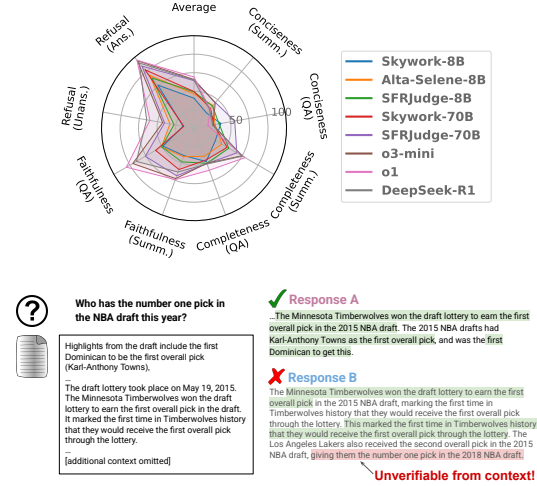 Average
Refusal
(Ans.)
Conciseness
(Summ.)
Refusal
(Unans.)
Conciseness
(QA)
50
100
Faithfulness
(QA)
Completeness
(Summ.)
Faithfulness
(Summ.)
Completeness
(QA)
Skywork-8B
Alta-Selene-8B
SFRJudge-8B
Skywork-70B
SFRJudge-70B
o3-mini
o1
DeepSeek-R1
?
Who has the number one pick in
the NBA draft this year?
Highlights from the draft include the first
Dominican to be the first overall pick
(Karl-Anthony Towns),
...
The draft lottery took place on May 19, 2015.
The Minnesota Timberwolves won the draft
lottery to earn the first overall pick in the draft.
It marked the first time in Timberwolves history
that they would receive the first overall pick
through the lottery.
...
[additional context omitted]
Response A
...The Minnesota Timberwolves won the draft lottery to earn the first
overall pick in the 2015 NBA draft. The 2015 NBA drafts had
Karl-Anthony Towns as the first overall pick, and was the first
Dominican to get this.
Response B
The Minnesota Timberwolves won the draft lottery to earn the first
overall pick in the 2015 NBA draft, marking the first time in
Timberwolves history that they would receive the first overall pick
through the lottery. This marked the first time in Timberwolves history
that they would receive the first overall pick through the lottery. The
Los Angeles Lakers also received the second overall pick in the 2015
NBA draft, giving them the number one pick in the 2018 NBA draft.
Unverifiable from context!